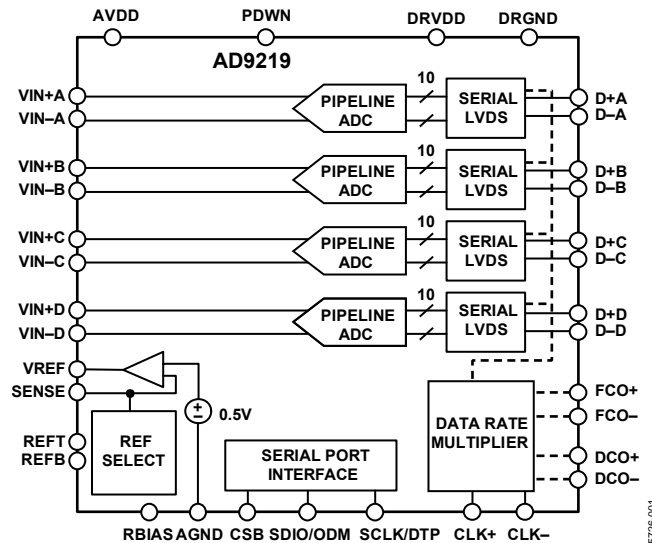 AVDD
PDWN
DRVDD
DRGND
AD9219
VIN+A
VIN–A
PIPELINE
ADC
10
SERIAL
LVDS
D+A
D–A
VIN+B
VIN–B
PIPELINE
ADC
10
SERIAL
LVDS
D+B
D–B
VIN+C
VIN–C
PIPELINE
ADC
10
SERIAL
LVDS
D+C
D–C
VIN+D
VIN–D
PIPELINE
ADC
10
SERIAL
LVDS
D+D
D–D
VREF
SENSE
+
–
0.5V
REFT
REFB
REF
SELECT
SERIAL PORT
INTERFACE
DATA RATE
MULTIPLIER
FCO+
FCO–
DCO+
DCO–
RBIAS
AGND
CSB
SDIO/ODM
SCLK/DTP
CLK+
CLK–